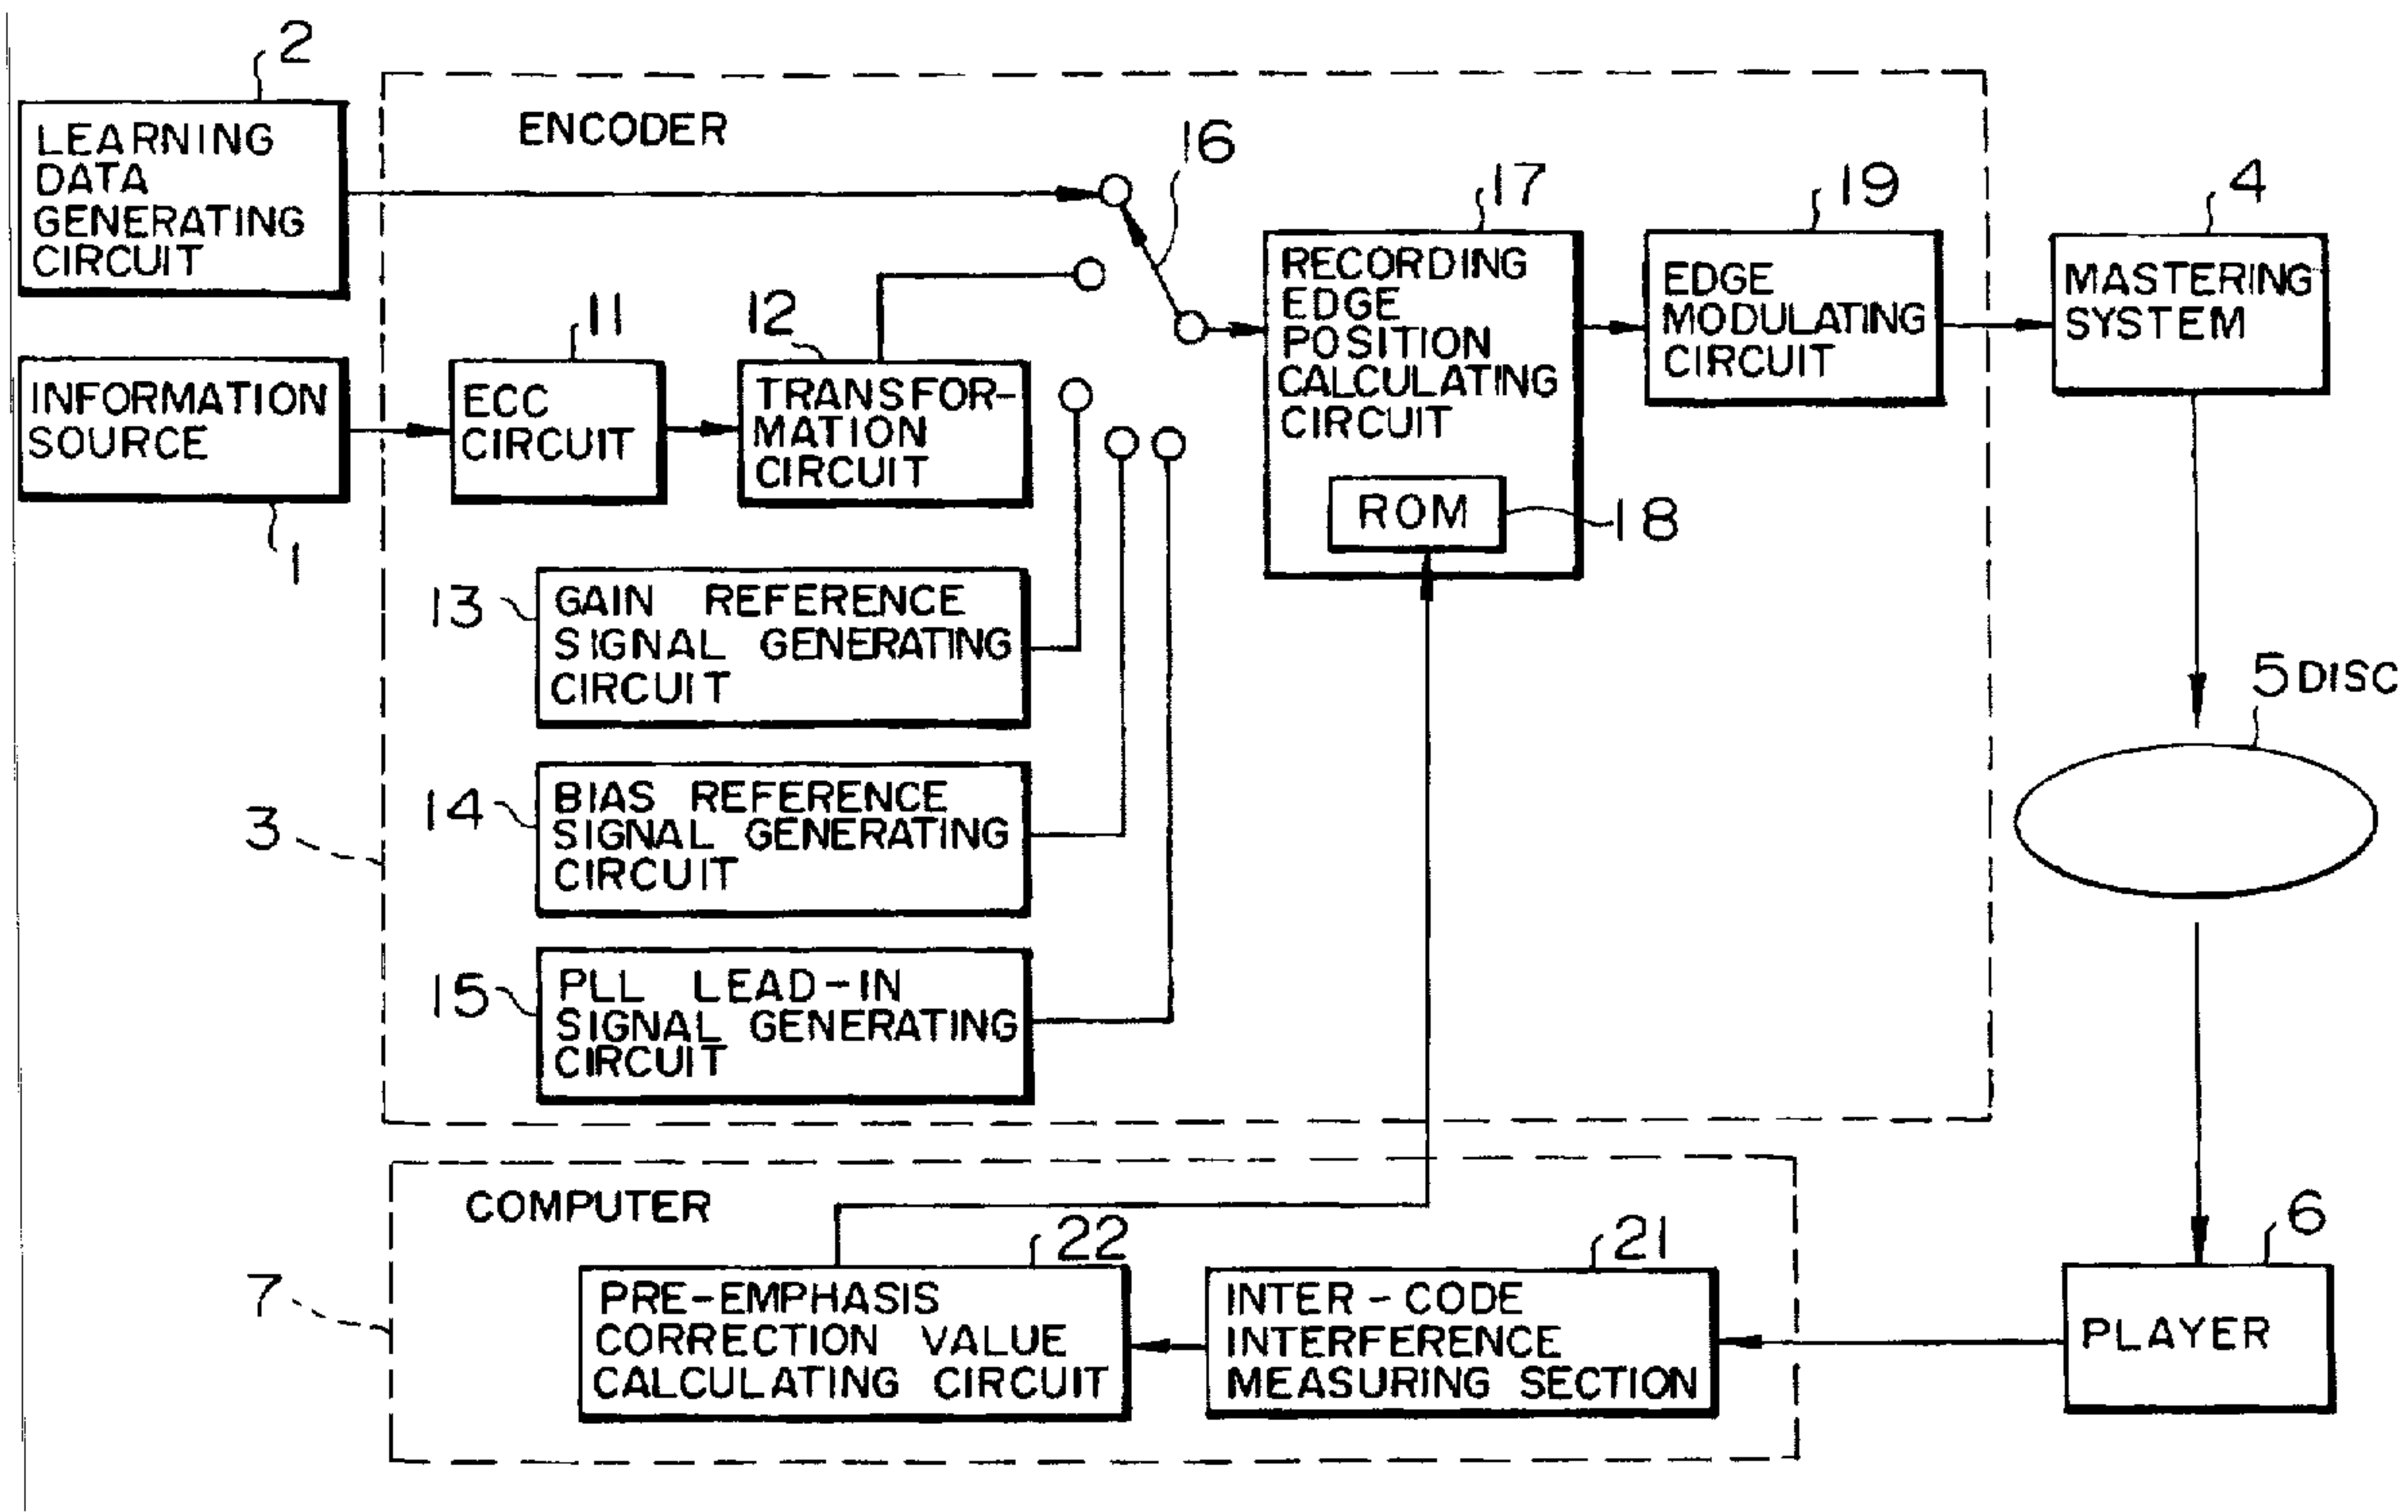 2
LEARNING
DATA
GENERATING
CIRCUIT
ENCODER
16
17
19
4
RECORDING
EDGE
POSITION
CALCULATING
CIRCUIT
ROM
18
EDGE
MODULATING
CIRCUIT
MASTERING
SYSTEM
INFORMATION
SOURCE
1
11
ECC
CIRCUIT
12
TRANSFOR-
MATION
CIRCUIT
13
GAIN REFERENCE
SIGNAL GENERATING
CIRCUIT
5 DISC
3
14
BIAS REFERENCE
SIGNAL GENERATING
CIRCUIT
15
PLL LEAD-IN
SIGNAL GENERATING
CIRCUIT
COMPUTER
7
22
PRE-EMPHASIS
CORRECTION VALUE
CALCULATING CIRCUIT
21
INTER-CODE
INTERFERENCE
MEASURING SECTION
6
PLAYER